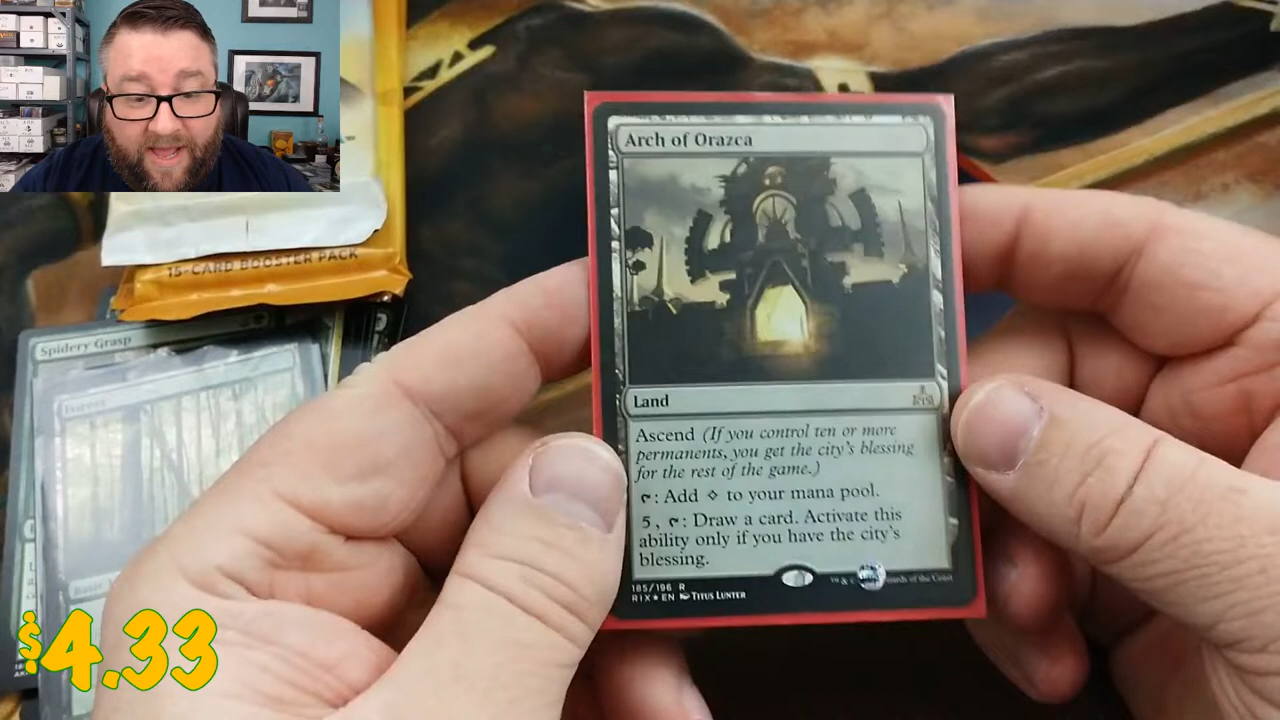 15-CARD BOOSTER PACK
Spidery Grasp
Forest
Arch of Orazca
Land
Ascend (If you control ten or more
permanents, you get the city's blessing
for the rest of the game.)
: Add to your mana pool.
5, : Draw a card. Activate this
ability only if you have the city's
blessing.
185/196 R
RIX★EN TITUS LUNTER
$4.33